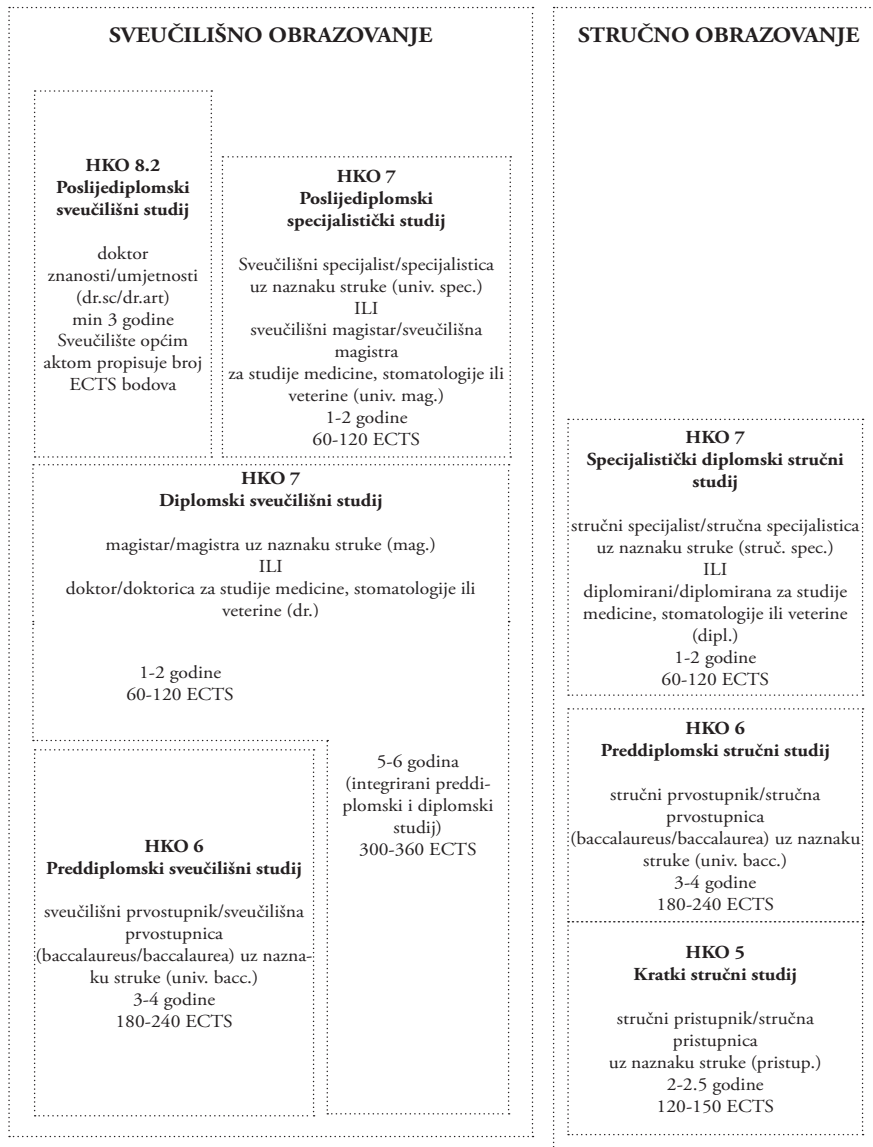 SVEUČILIŠNO OBRAZOVANJE
HKO 8.2
Poslijediplomski
sveučilišni studij
doktor
znanosti/umjetnosti
(dr.sc/dr.art)
min 3 godine
Sveučilište općim
aktom propisuje broj
ECTS bodova
HKO 7
Poslijediplomski
specijalistički studij
Sveučilišni specijalist/specijalistica
uz naznaku struke (univ. spec.)
ILI
sveučilišni magistar/sveučilišna
magistra
za studije medicine, stomatologije ili
veterine (univ. mag.)
1-2 godine
60-120 ECTS
HKO 7
Diplomski sveučilišni studij
magistar/magistra uz naznaku struke (mag.)
ILI
doktor/doktorica za studije medicine, stomatologije ili
veterine (dr.)
1-2 godine
60-120 ECTS
5-6 godina
(integrirani preddi-
plomski i diplomski
studij)
300-360 ECTS
HKO 6
Preddiplomski sveučilišni studij
sveučilišni prvostupnik/sveučilišna
prvostupnica
(baccalaureus/baccalaurea) uz nazna-
ku struke (univ. bacc.)
3-4 godine
180-240 ECTS
STRUČNO OBRAZOVANJE
HKO 7
Specijalistički diplomski stručni
studij
stručni specijalist/stručna specijalistica
uz naznaku struke (struč. spec.)
ILI
diplomirani/diplomirana za studije
medicine, stomatologije ili veterine
(dipl.)
1-2 godine
60-120 ECTS
HKO 6
Preddiplomski stručni studij
stručni prvostupnik/stručna
prvostupnica
(baccalaureus/baccalaurea) uz naznaku
struke (univ. bacc.)
3-4 godine
180-240 ECTS
HKO 5
Kratki stručni studij
stručni pristupnik/stručna
pristupnica
uz naznaku struke (pristup.)
2-2.5 godine
120-150 ECTS